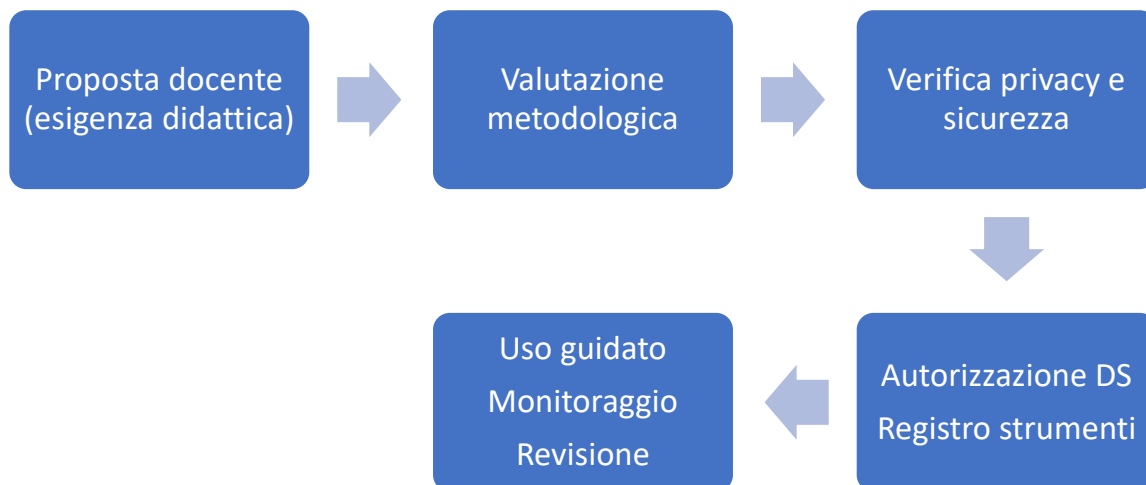 Proposta docente
(esigenza didattica)
Valutazione
metodologica
Verifica privacy e
sicurezza
Autorizzazione DS
Registro strumenti
Uso guidato
Monitoraggio
Revisione